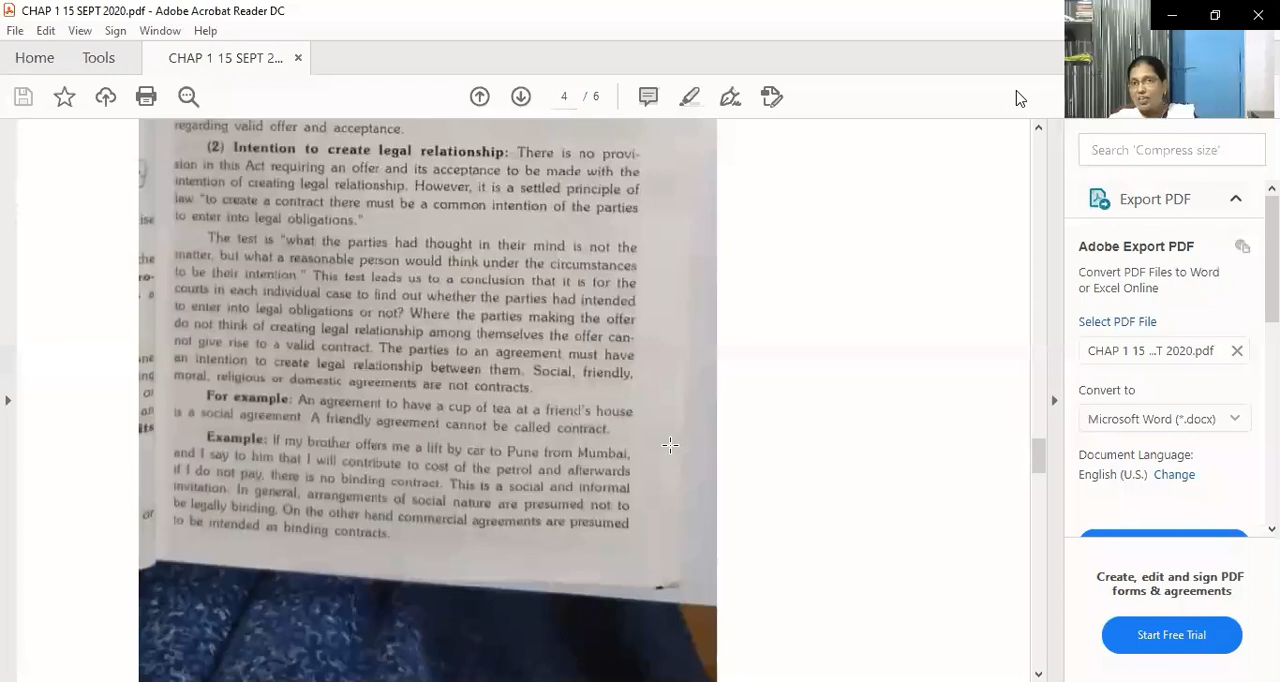 CHAP 1 15 SEPT 2020.pdf - Adobe Acrobat Reader DC
File Edit View Sign Window Help
Home Tools CHAP 1 15 SEPT 2... ×
4 / 6
regarding valid offer and acceptance.
(2) Intention to create legal relationship: There is no provi-
sion in this Act requiring an offer and its acceptance to be made with the
intention of creating legal relationship. However, it is a settled principle of
law "to create a contract there must be a common intention of the parties
to enter into legal obligations."
The test is "what the parties had thought in their mind is not the
matter, but what a reasonable person would think under the circumstances
to be their intention" This test leads us to a conclusion that it is for the
courts in each individual case to find out whether the parties had intended
to enter into legal obligations or not? Where the parties making the offer
do not think of creating legal relationship among themselves the offer can-
not give rise to a valid contract. The parties to an agreement must have
an intention to create legal relationship between them. Social, friendly,
moral, religious or domestic agreements are not contracts.
For example: An agreement to have a cup of tea at a friend's house
is a social agreement A friendly agreement cannot be called contract.
Example: If my brother offers me a lift by car to Pune from Mumbai,
and I say to him that I will contribute to cost of the petrol and afterwards
if I do not pay, there is no binding contract. This is a social and informal
invitation. In general, arrangements of social nature are presumed not to
be legally binding. On the other hand commercial agreements are presumed
to be intended as binding contracts.
Search 'Compress size'
Export PDF
Adobe Export PDF
Convert PDF Files to Word
or Excel Online
Select PDF File
CHAP 1 15 ...T 2020.pdf
Convert to
Microsoft Word (*.docx)
Document Language:
English (U.S.) Change
Create, edit and sign PDF
forms & agreements
Start Free Trial